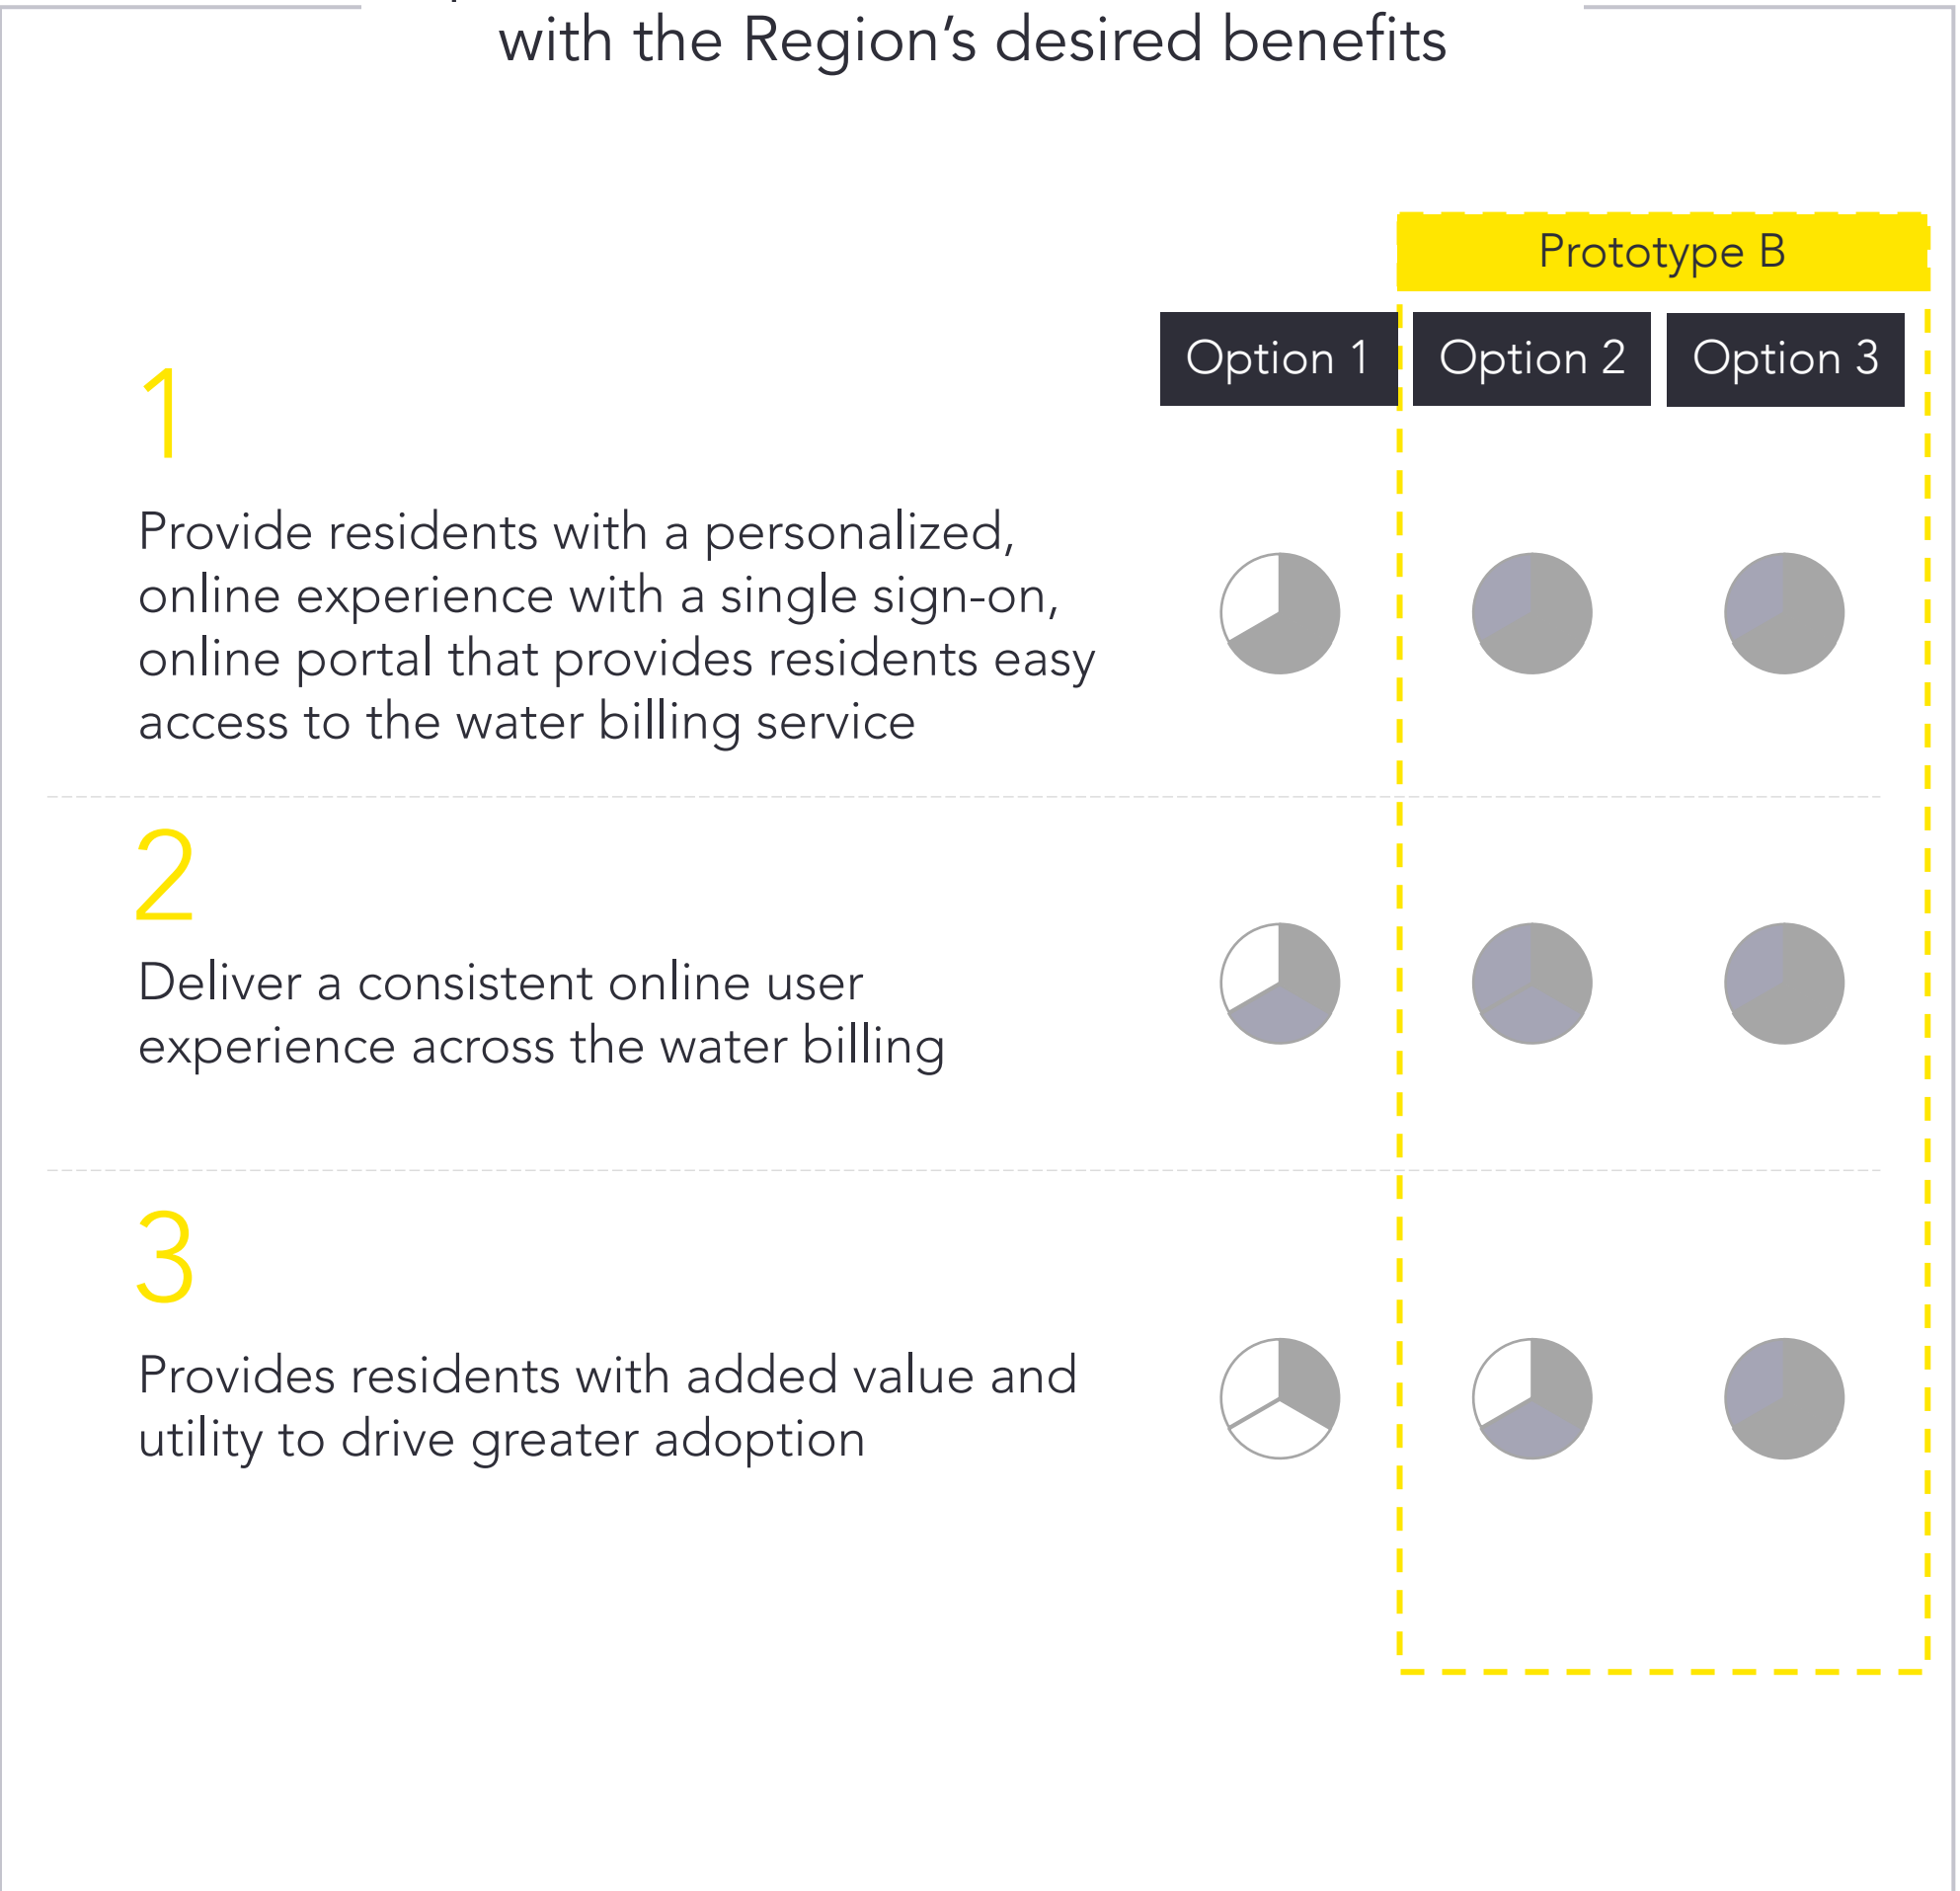 with the Region’s desired benefits
Prototype B
Option 1
Option 2
Option 3
1
Provide residents with a personalized,
online experience with a single sign-on,
online portal that provides residents easy
access to the water billing service
2
Deliver a consistent online user
experience across the water billing
3
Provides residents with added value and
utility to drive greater adoption